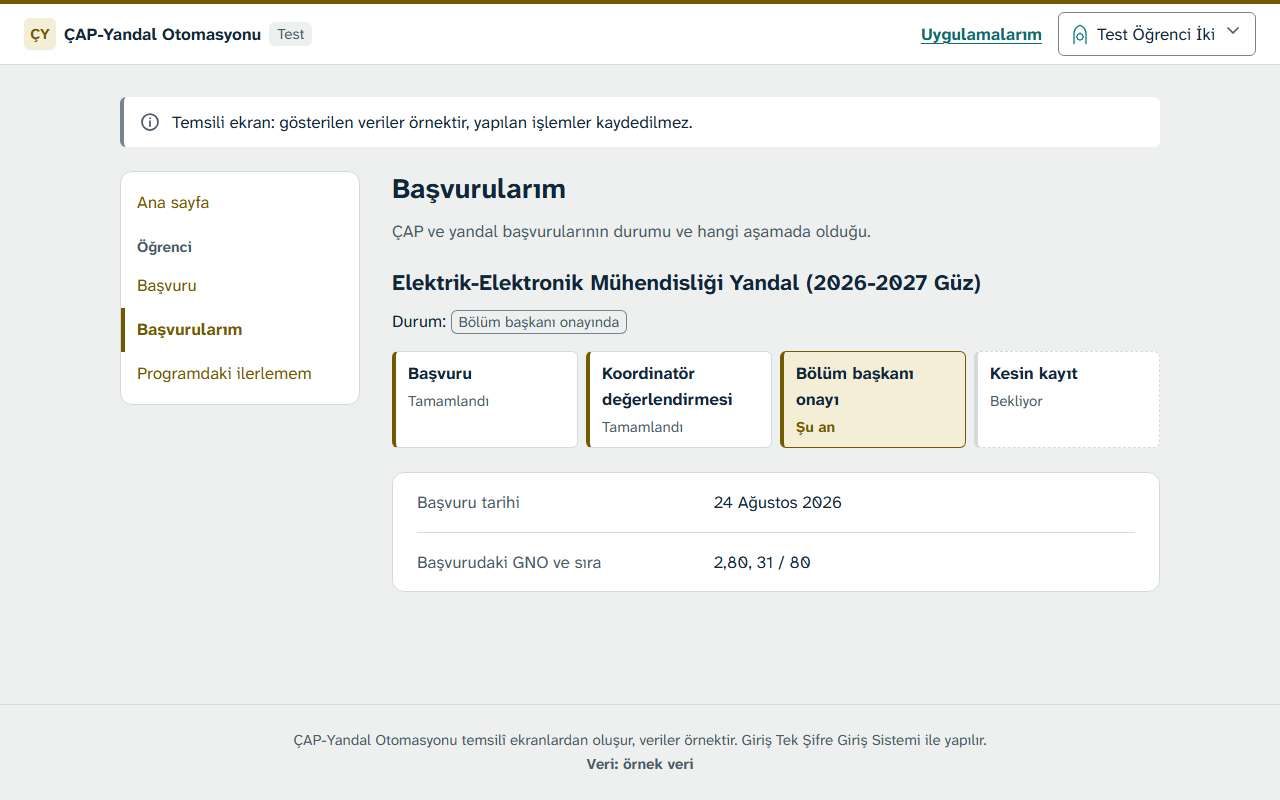 ÇY ÇAP-Yandal Otomasyonu Test
Uygulamalarım
Test Öğrenci İki
Temsili ekran: gösterilen veriler örnektir, yapılan işlemler kaydedilmez.
Ana sayfa
Öğrenci
Başvuru
Başvurularım
Programdaki ilerlemem
Başvurularım
ÇAP ve yandal başvurularının durumu ve hangi aşamada olduğu.
Elektrik-Elektronik Mühendisliği Yandal (2026-2027 Güz)
Durum: Bölüm başkanı onayında
Başvuru
Tamamlandı
Koordinatör
değerlendirmesi
Tamamlandı
Bölüm başkanı
onayı
Şu an
Kesin kayıt
Bekliyor
Başvuru tarihi 24 Ağustos 2026
Başvurudaki GNO ve sıra 2,80, 31 / 80
ÇAP-Yandal Otomasyonu temsilî ekranlardan oluşur, veriler örnektir. Giriş Tek Şifre Giriş Sistemi ile yapılır.
Veri: örnek veri